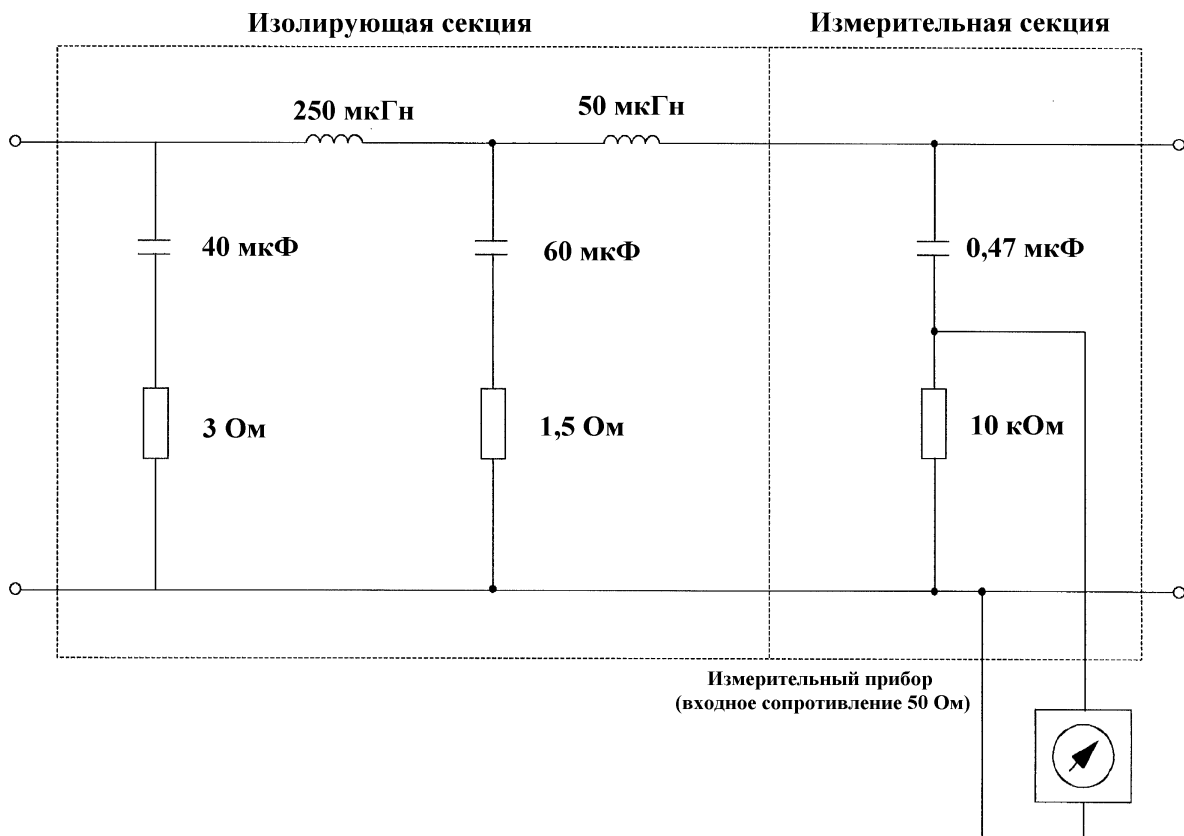 Изолирующая секция
Измерительная секция
250 мкГн
50 мкГн
40 мкФ
60 мкФ
0,47 мкФ
3 Ом
1,5 Ом
10 кОм
Измерительный прибор
(входное сопротивление 50 Ом)